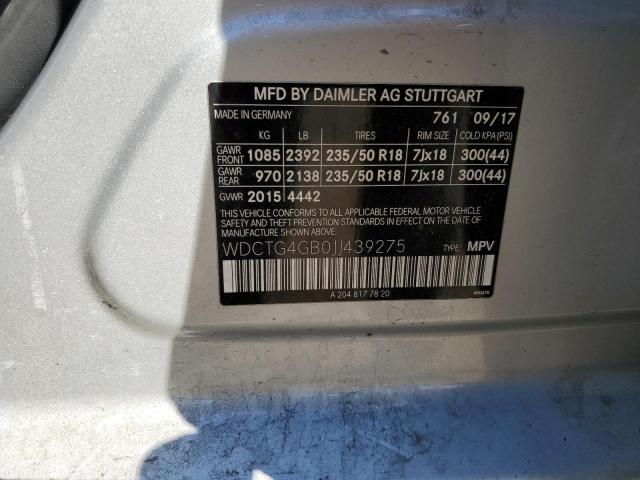 MFD BY DAIMLER AG STUTTGART
MADE IN GERMANY 761 09/17
KG LB TIRES RIM SIZE COLD KPA(PSI)
GAWR FRONT 1085 2392 235/50 R18 7Jx18 300(44)
GAWR REAR 970 2138 235/50 R18 7Jx18 300(44)
GVWR 2015 4442
THIS VEHICLE CONFORMS TO ALL APPLICABLE FEDERAL MOTOR VEHICLE
SAFETY AND THEFT PREVENTION STANDARDS IN EFFECT ON THE DATE
OF MANUFACTURE SHOWN ABOVE.
WDCTG4GB0JJ439275 TYPE: MPV
A 204 817 78 20